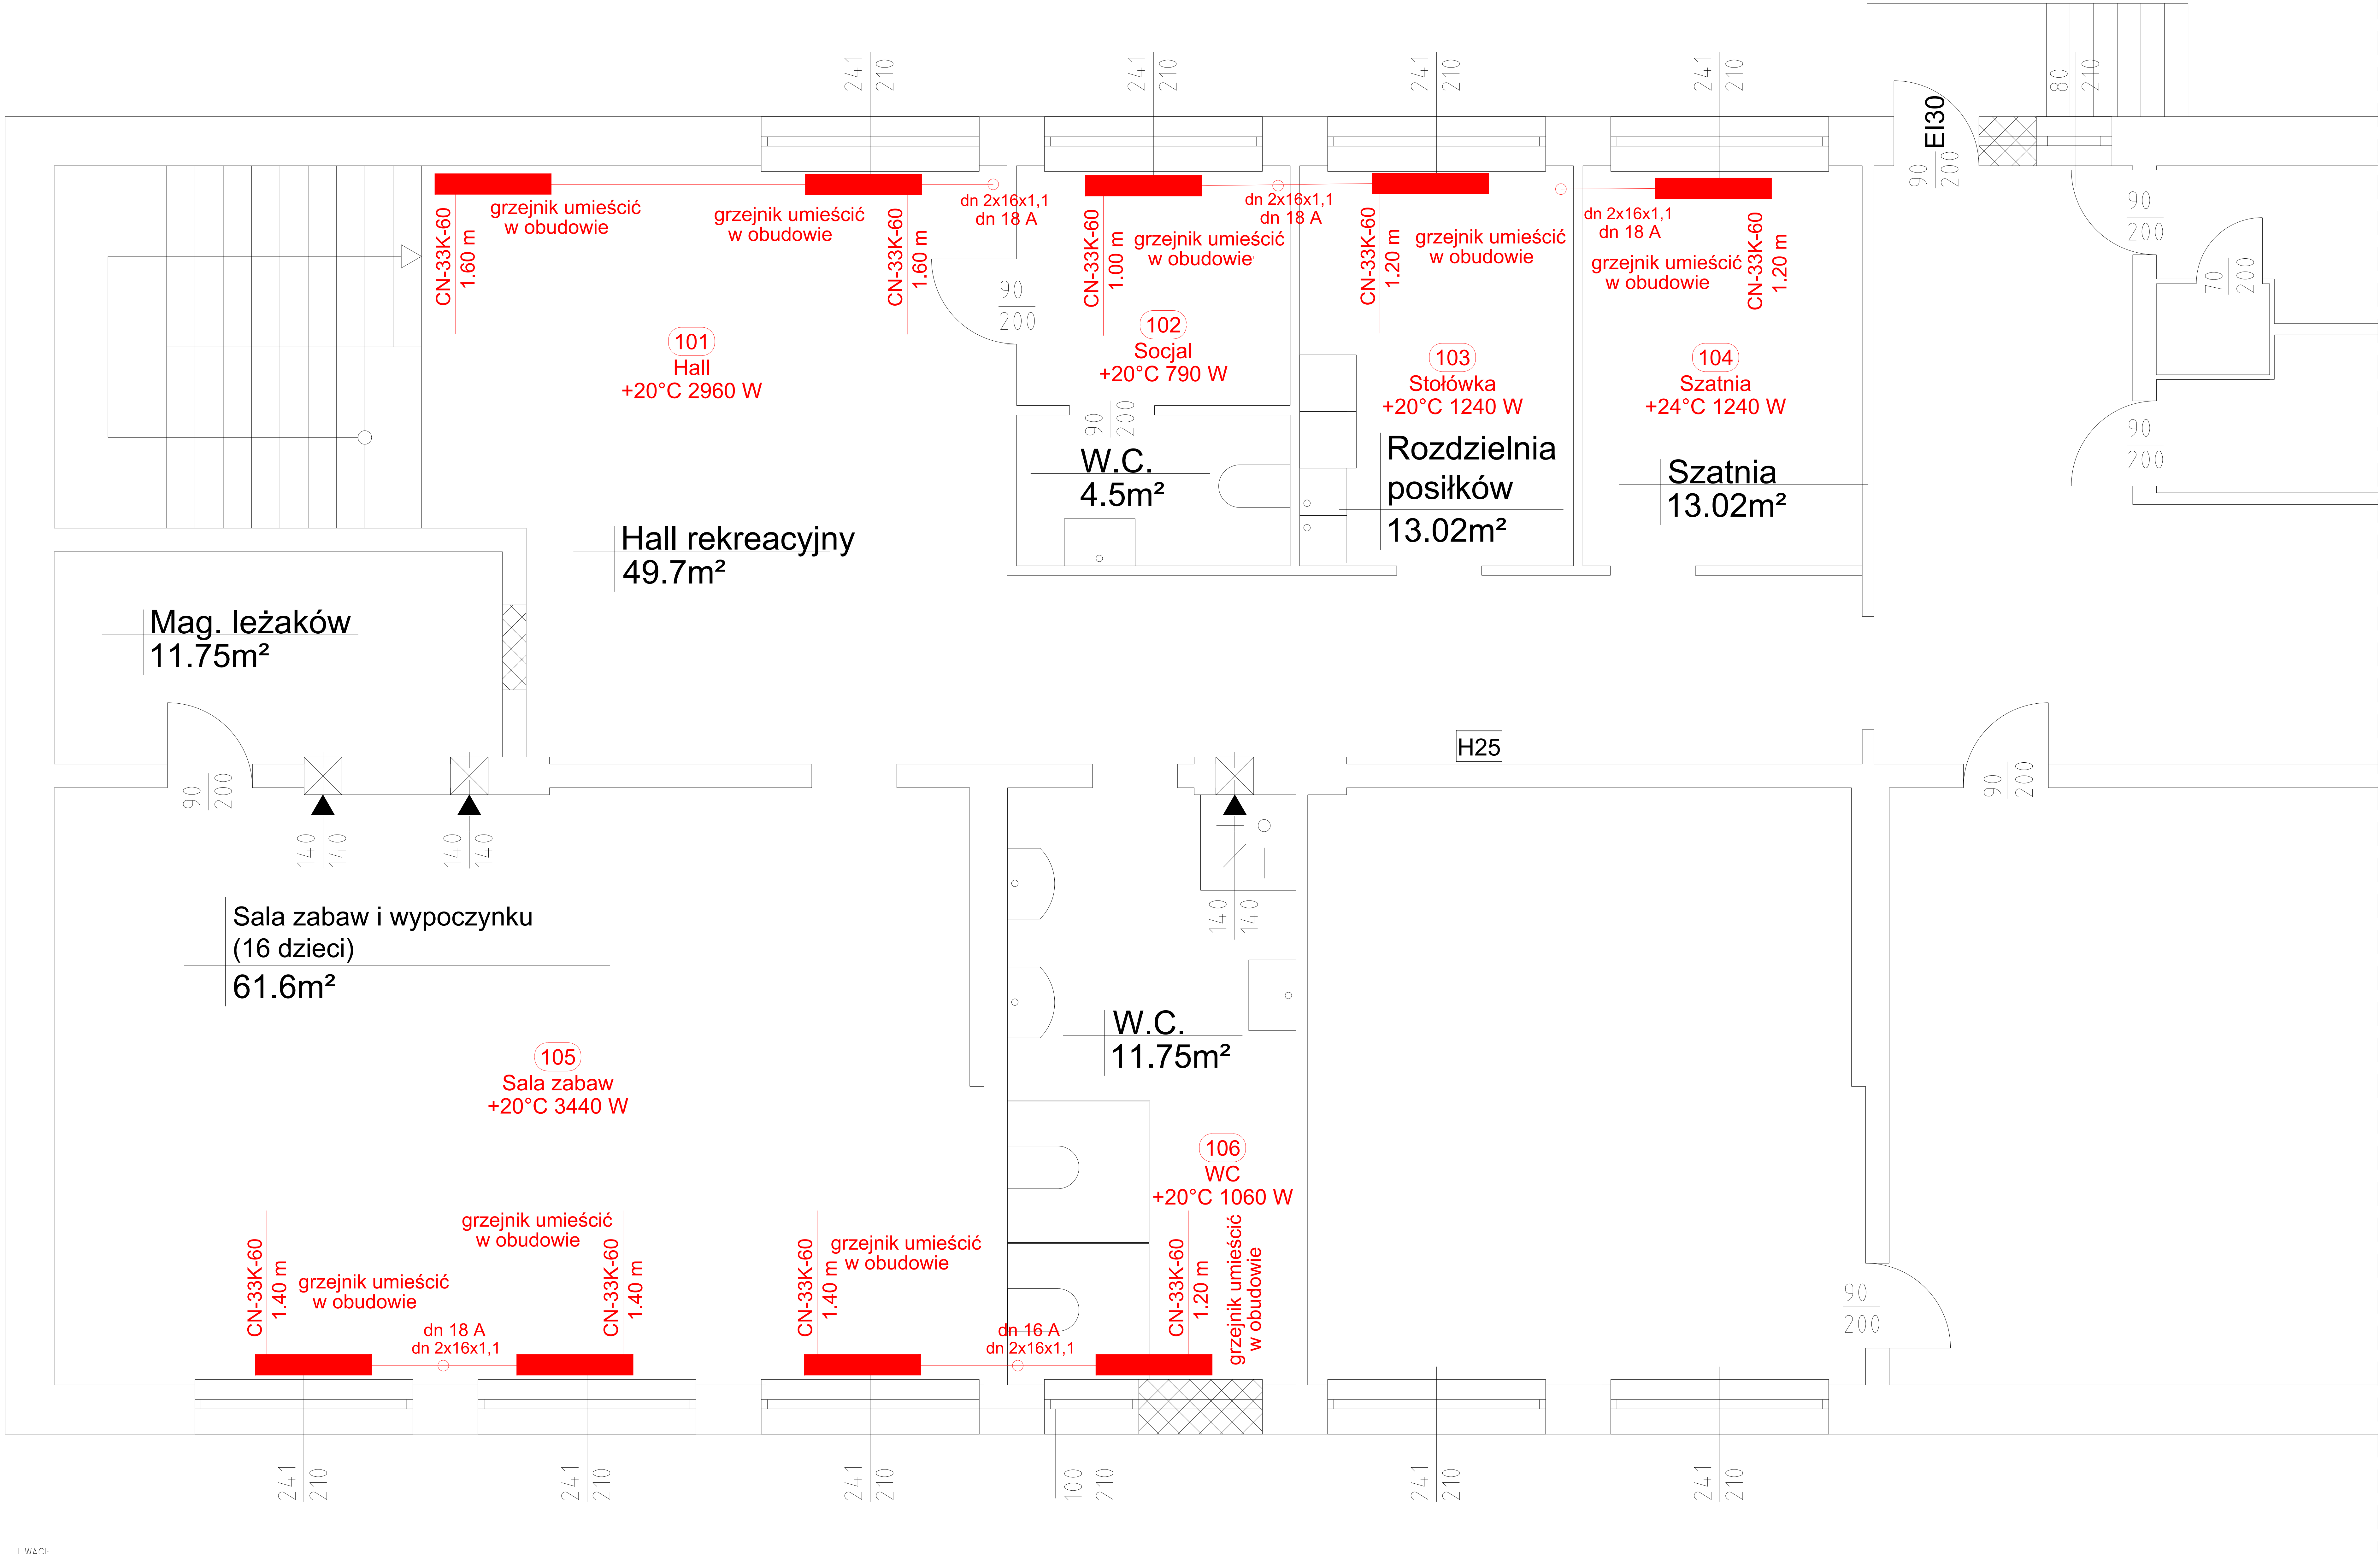 241
210
241
210
241
210
241
210
80
210
EI30
90
200
grzejnik umieścić
w obudowie
CN-33K-60
1.60 m
grzejnik umieścić
w obudowie
CN-33K-60
1.60 m
dn 2x16x1,1
dn 18 A
CN-33K-60
1.00 m
grzejnik umieścić
w obudowie
dn 2x16x1,1
dn 18 A
CN-33K-60
1.20 m
grzejnik umieścić
w obudowie
dn 2x16x1,1
dn 18 A
grzejnik umieścić
w obudowie
CN-33K-60
1.20 m
90
200
70
200
90
200
101
Hall
+20°C 2960 W
102
Socjal
+20°C 790 W
103
Stołówka
+20°C 1240 W
104
Szatnia
+24°C 1240 W
90
200
90
200
W.C.
4.5m²
Rozdzielnia
posiłków
13.02m²
Szatnia
13.02m²
Hall rekreacyjny
49.7m²
Mag. leżaków
11.75m²
H25
90
200
90
200
140
140
140
140
140
140
Sala zabaw i wypoczynku
(16 dzieci)
61.6m²
W.C.
11.75m²
105
Sala zabaw
+20°C 3440 W
106
WC
+20°C 1060 W
CN-33K-60
1.40 m
grzejnik umieścić
w obudowie
grzejnik umieścić
w obudowie
CN-33K-60
1.40 m
CN-33K-60
1.40 m
grzejnik umieścić
w obudowie
CN-33K-60
1.20 m
grzejnik umieścić
w obudowie
dn 18 A
dn 2x16x1,1
dn 16 A
dn 2x16x1,1
90
200
241
210
241
210
241
210
100
210
241
210
241
210
UWAGI: